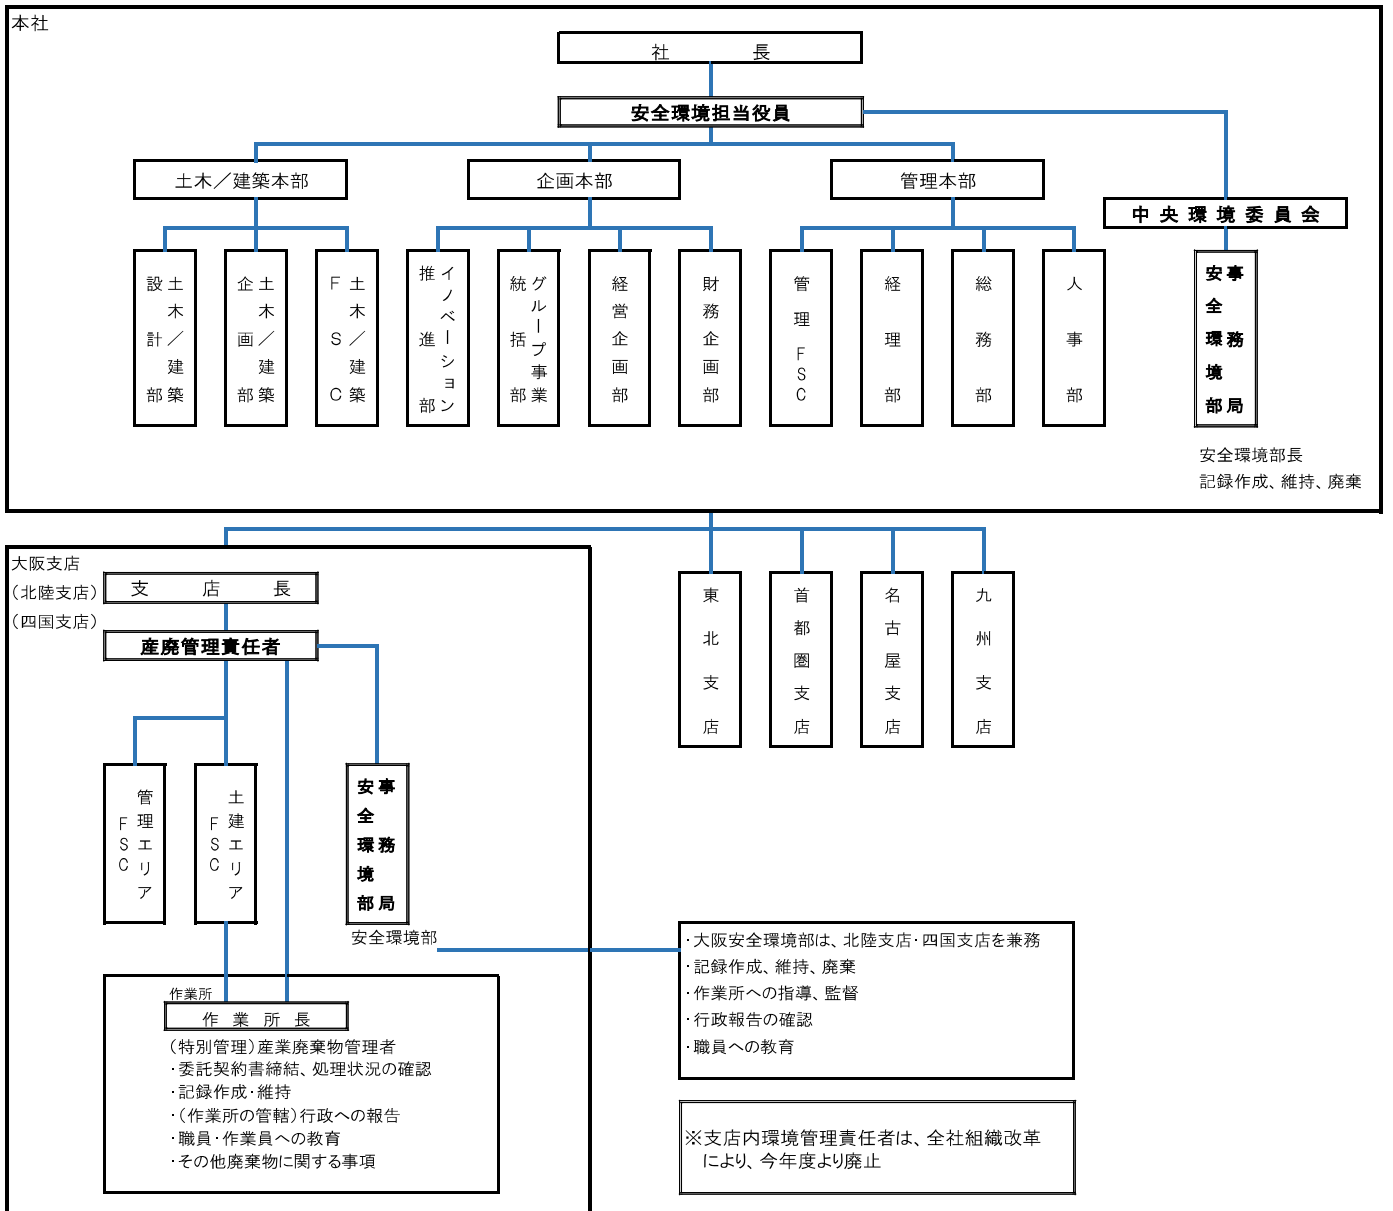 本社
社長
安全環境担当役員
土木／建築本部
企画本部
管理本部
中央環境委員会
土木／建築
設計部
土木／建築
企画部
土木／建築
ＦＳＣ
イノベーション
推進部
グループ事業
統括部
経営企画部
財務企画部
管理FSC
経理部
総務部
人事部
事務局
安全環境部
安全環境部長
記録作成、維持、廃棄
大阪支店
（北陸支店）
（四国支店）
支店長
産廃管理責任者
東北支店
首都圏支店
名古屋支店
九州支店
管理エリア
FSC
土建エリア
FSC
事務局
安全環境部
安全環境部
・大阪安全環境部は、北陸支店・四国支店を兼務
・記録作成、維持、廃棄
・作業所への指導、監督
・行政報告の確認
・職員への教育
作業所
作業所長
（特別管理）産業廃棄物管理者
・委託契約書締結、処理状況の確認
・記録作成・維持
・（作業所の管轄）行政への報告
・職員・作業員への教育
・その他廃棄物に関する事項
※支店内環境管理責任者は、全社組織改革
により、今年度より廃止